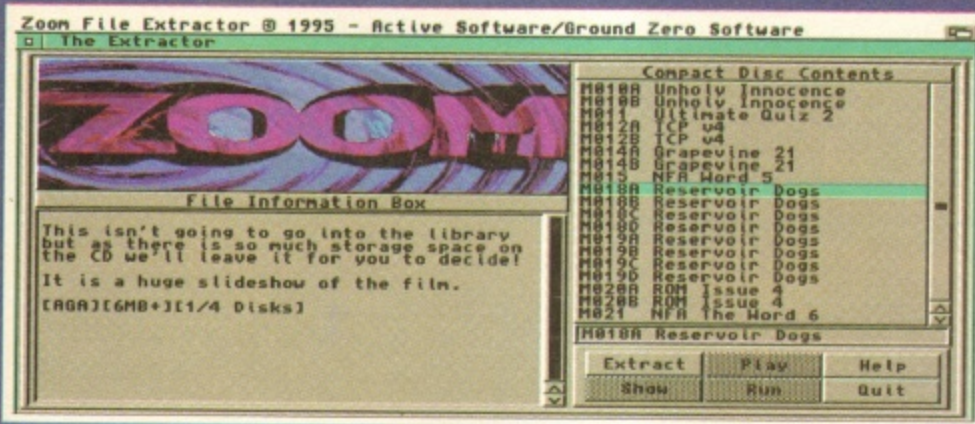 Zoom File Extractor © 1995 - Active Software/Ground Zero Software
The Extractor
ZOOM
File Information Box
This isn't going to go into the library
but as there is so much storage space on
the CD we'll leave it for you to decide!
It is a huge slideshow of the film.
[AGA][6MB+][1/4 Disks]
Compact Disc Contents
M010A Unholy Innocence
M010B Unholy Innocence
M011 Ultimate Quiz 2
M012A TCP v4
M012B TCP v4
M014A Grapevine 21
M014B Grapevine 21
M015 NFA Word 5
M018A Reservoir Dogs
M018B Reservoir Dogs
M018C Reservoir Dogs
M018D Reservoir Dogs
M019A Reservoir Dogs
M019B Reservoir Dogs
M019C Reservoir Dogs
M019D Reservoir Dogs
M020A ROM Issue 4
M020B ROM Issue 4
M021 NFA The Word 6
M018A Reservoir Dogs
Extract Play Help
Show Run Quit